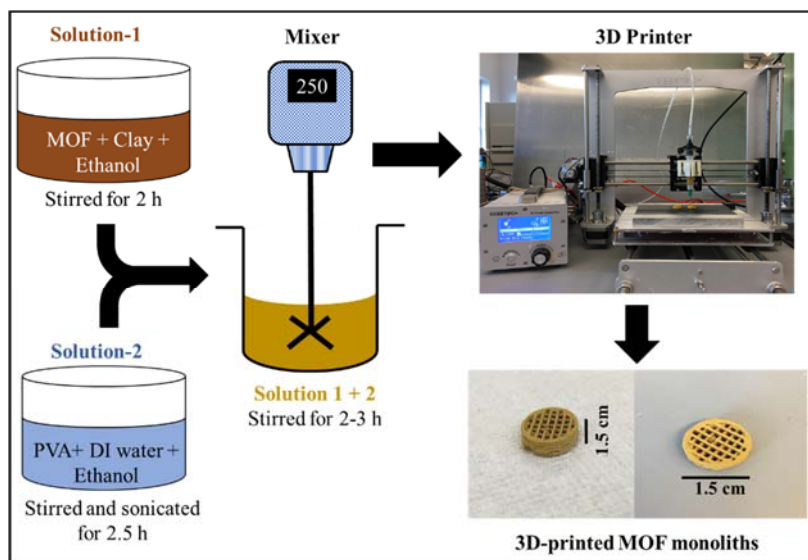 Solution-1
MOF + Clay +
Ethanol
Stirred for 2 h
Solution-2
PVA+ DI water +
Ethanol
Stirred and sonicated
for 2.5 h
Mixer
250
Solution 1 + 2
Stirred for 2-3 h
3D Printer
1.5 cm
1.5 cm
3D-printed MOF monoliths